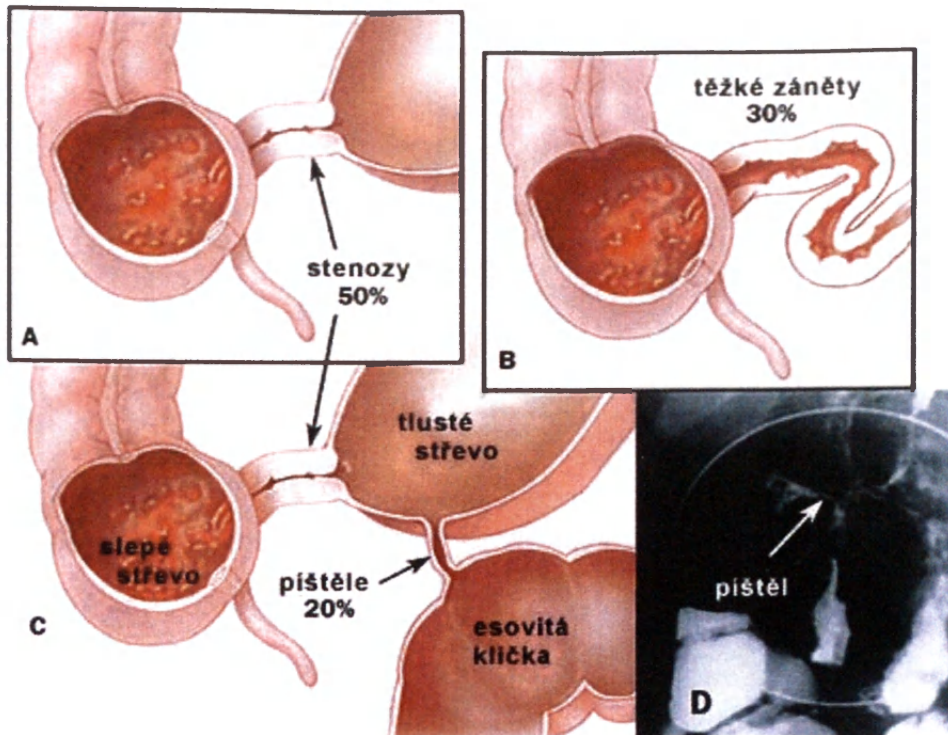 těžké záněty
30%
stenozy
50%
A
B
tlusté
střevo
slepé
střevo
píštěle
20%
C
esovitá
klička
píštěl
D